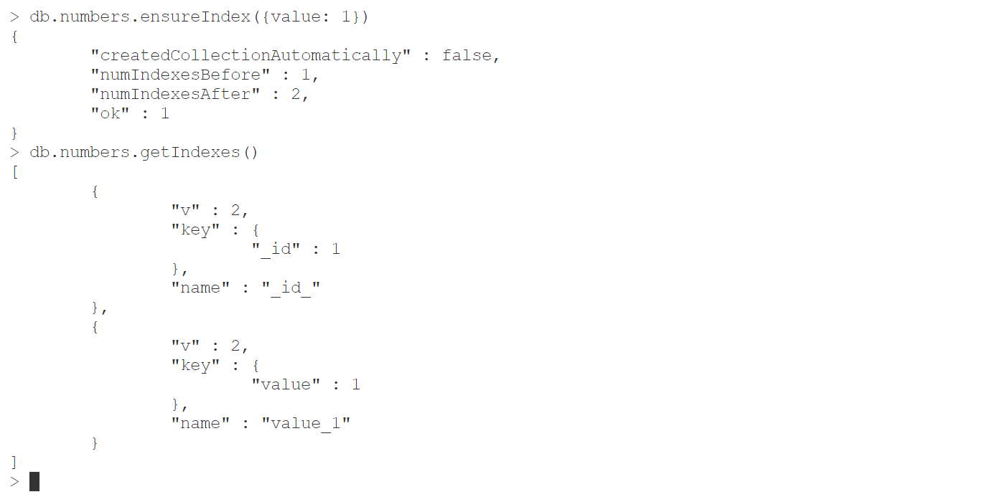 > db.numbers.ensureIndex({value: 1})
{
        "createdCollectionAutomatically" : false,
        "numIndexesBefore" : 1,
        "numIndexesAfter" : 2,
        "ok" : 1
}
> db.numbers.getIndexes()
[
        {
                "v" : 2,
                "key" : {
                        "_id" : 1
                },
                "name" : "_id_"
        },
        {
                "v" : 2,
                "key" : {
                        "value" : 1
                },
                "name" : "value_1"
        }
]
>